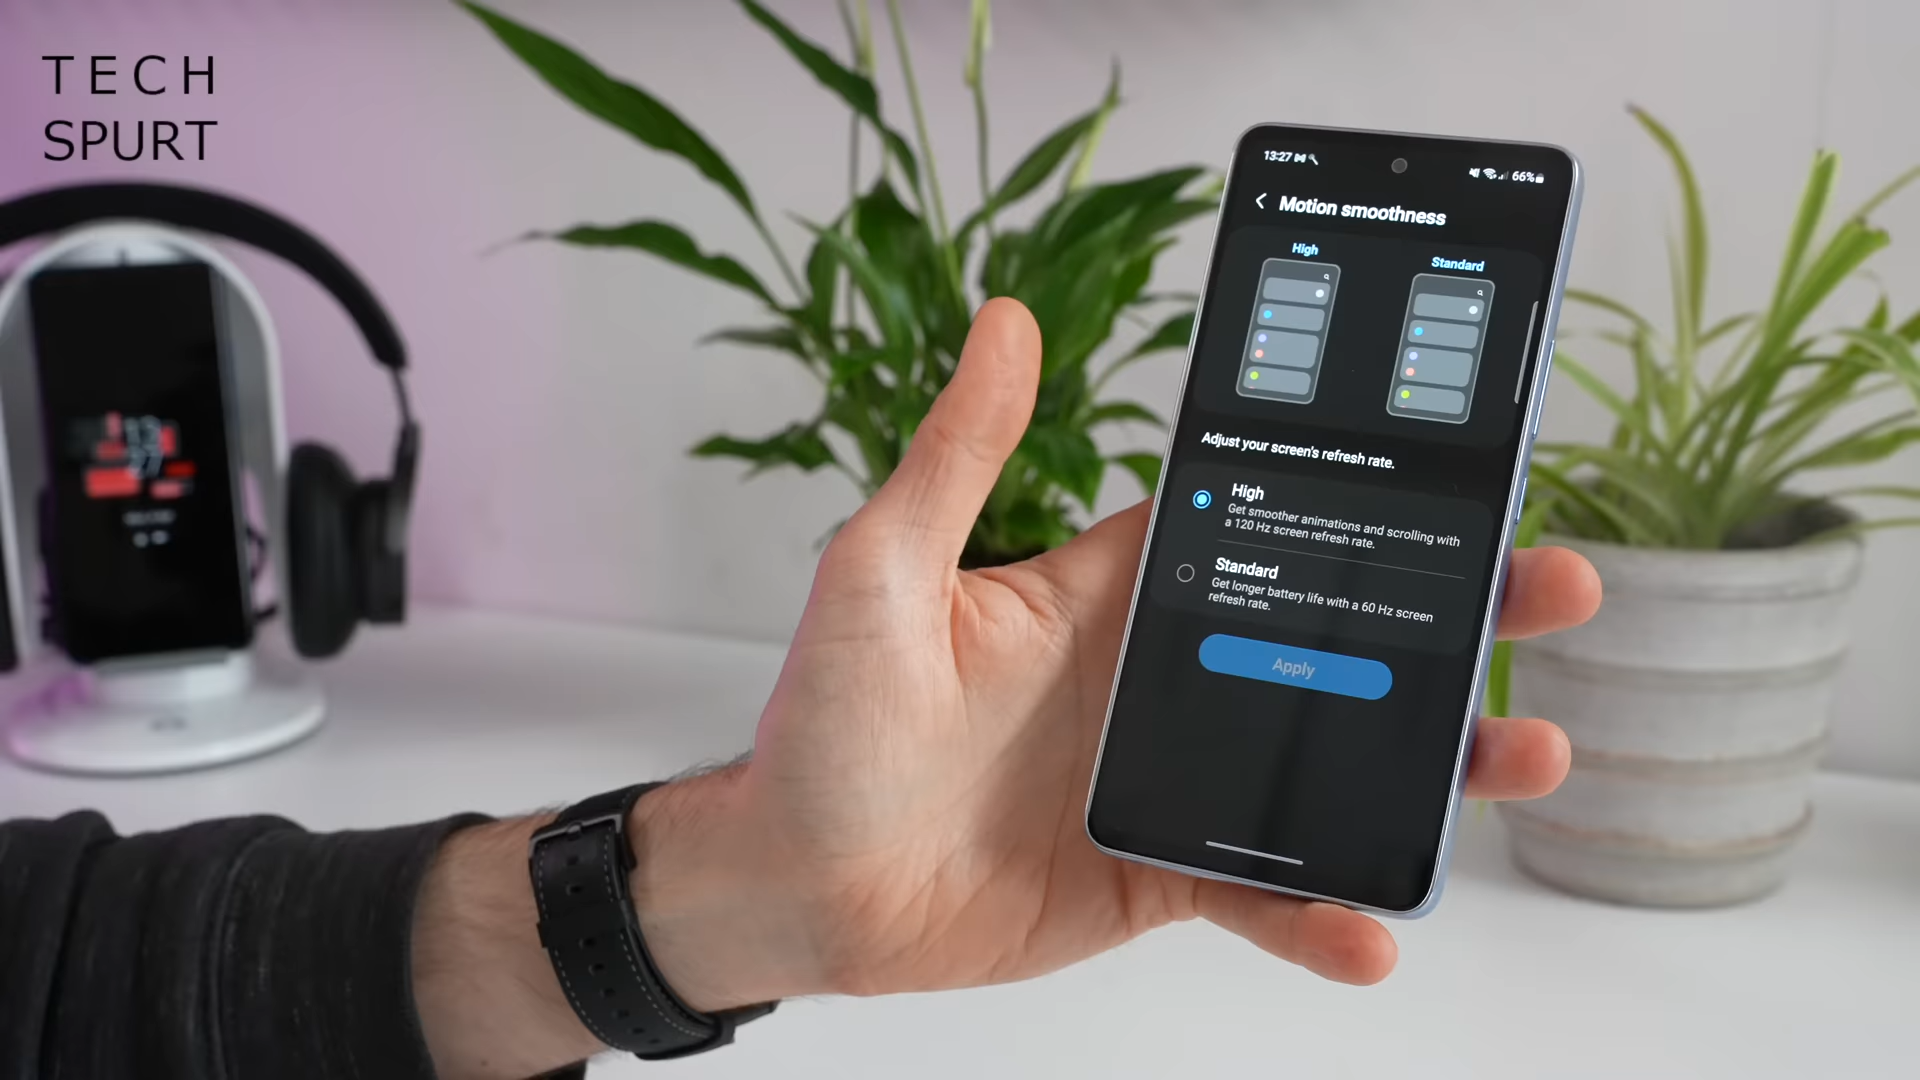 TECH
SPURT
13:27
66%
Motion smoothness
High
Standard
Adjust your screen's refresh rate.
High
Get smoother animations and scrolling with
a 120 Hz screen refresh rate.
Standard
Get longer battery life with a 60 Hz screen
refresh rate.
Apply